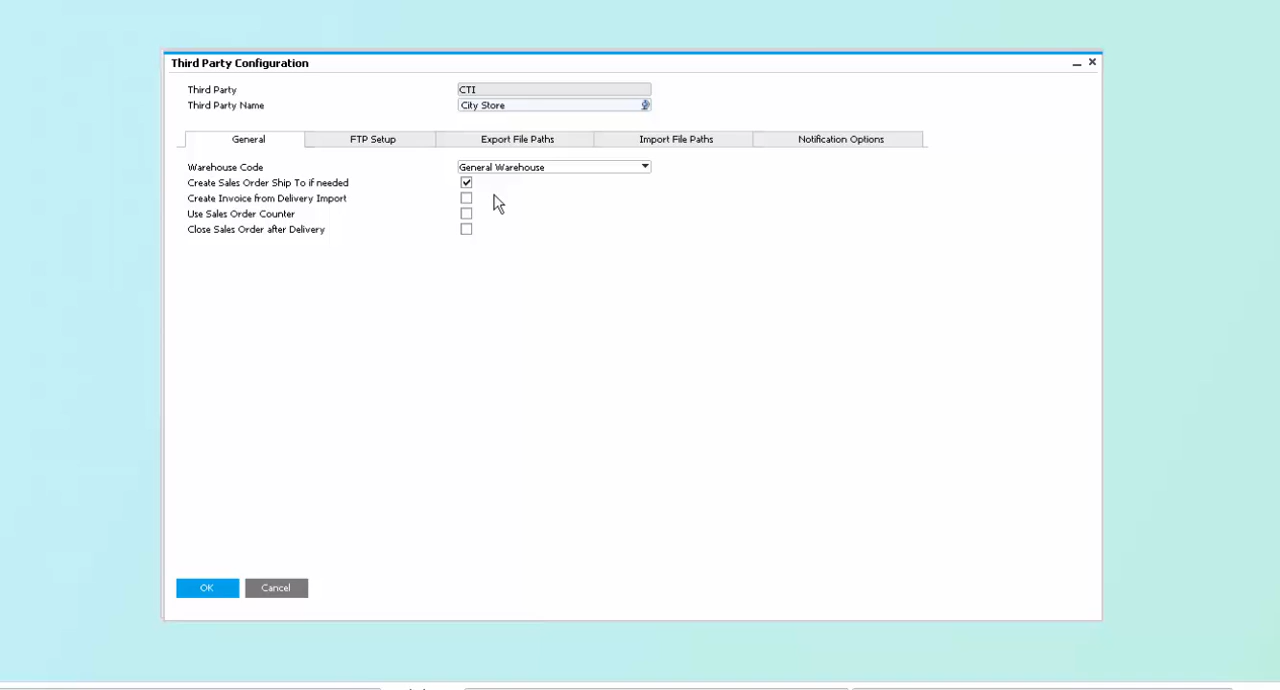 Third Party Configuration
Third Party CTI
Third Party Name City Store
General FTP Setup Export File Paths Import File Paths Notification Options
Warehouse Code General Warehouse
Create Sales Order Ship To if needed
Create Invoice from Delivery Import
Use Sales Order Counter
Close Sales Order after Delivery
OK Cancel